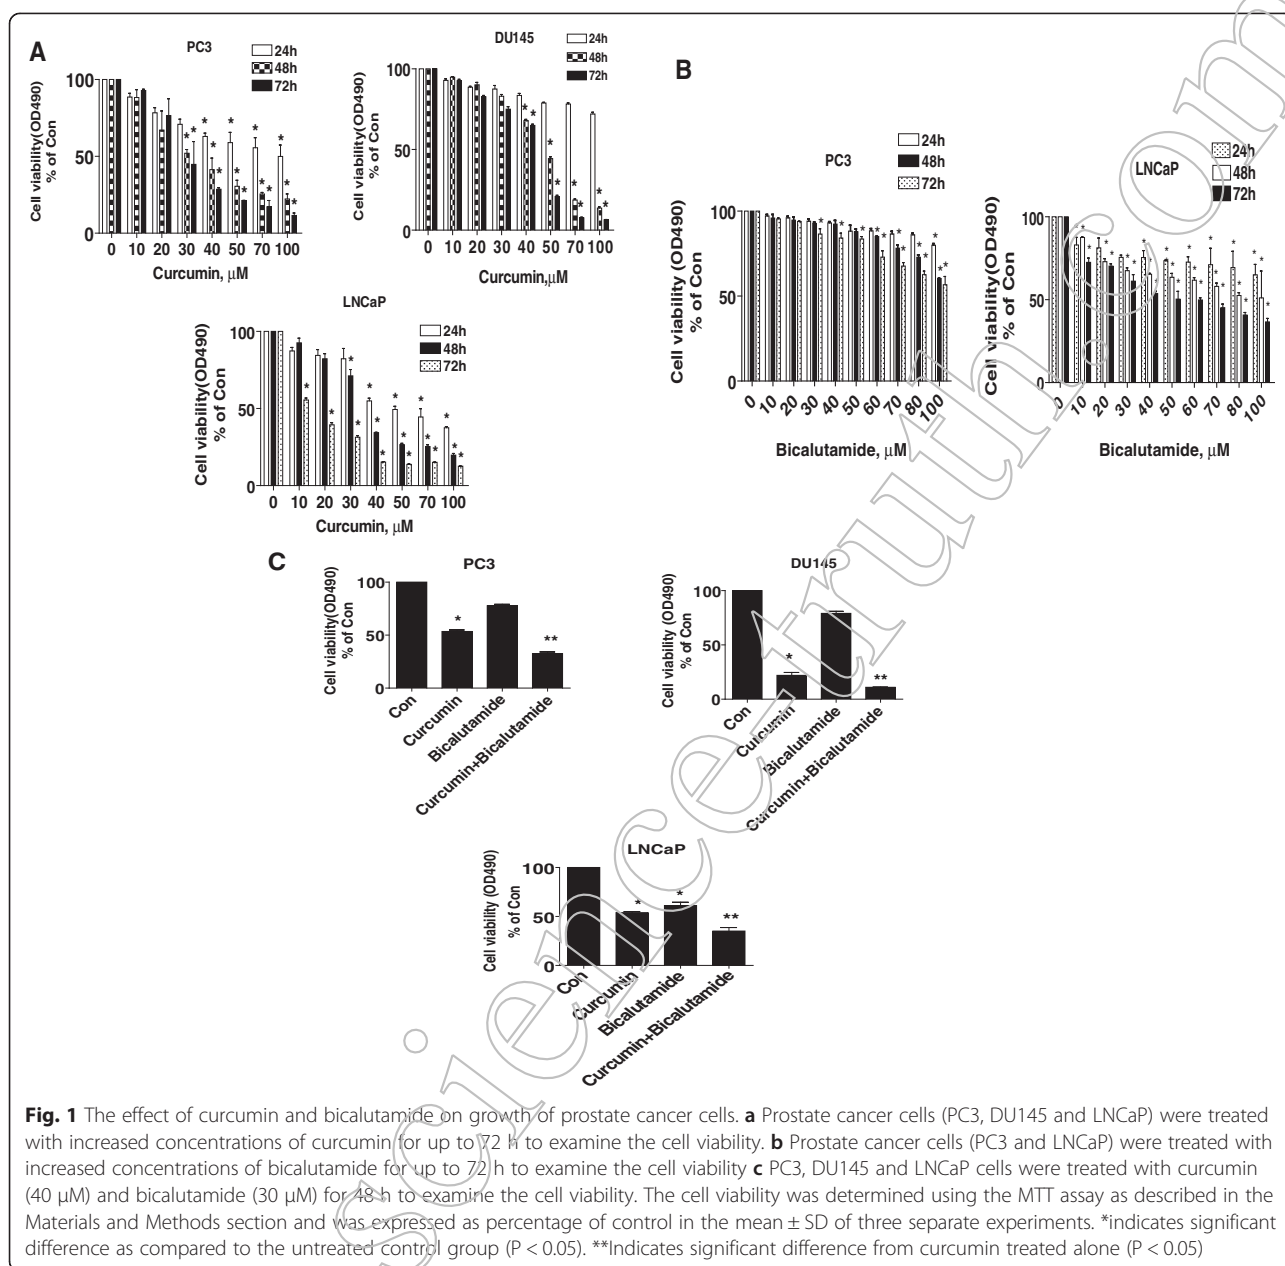 A
PC3
24h
48h
72h
Cell viability(OD490)
% of Con
100
50
0
0 10 20 30 40 50 70 100
Curcumin, µM
* * * * * * * * * * * * *
DU145
24h
48h
72h
Cell viability(OD490)
% of Con
100
50
0
0 10 20 30 40 50 70 100
Curcumin,µM
* * * * * * * *
LNCaP
24h
48h
72h
Cell viability(OD490)
% of Con
100
50
0
0 10 20 30 40 50 70 100
Curcumin, µM
B
PC3
24h
48h
72h
Cell viability (OD490)
% of Con
100
50
0
0 10 20 30 40 50 60 70 80 100
Bicalutamide, µM
LNCaP
24h
48h
72h
Cell viability(OD490)
% of Con
100
50
0
0 10 20 30 40 50 60 70 80 100
Bicalutamide, µM
C
PC3
Cell viability(OD490)
% of Con
100
50
0
* **
Con Curcumin Bicalutamide Curcumin+Bicalutamide
DU145
Cell viability (OD490)
% of Con
100
50
0
* **
Con Curcumin Bicalutamide Curcumin+Bicalutamide
LNCaP
Cell viability (OD490)
% of Con
100
50
0
* * **
Con Curcumin Bicalutamide Curcumin+Bicalutamide
Fig. 1 The effect of curcumin and bicalutamide on growth of prostate cancer cells. a Prostate cancer cells (PC3, DU145 and LNCaP) were treated
with increased concentrations of curcumin for up to 72 h to examine the cell viability. b Prostate cancer cells (PC3 and LNCaP) were treated with
increased concentrations of bicalutamide for up to 72 h to examine the cell viability c PC3, DU145 and LNCaP cells were treated with curcumin
(40 µM) and bicalutamide (30 µM) for 48 h to examine the cell viability. The cell viability was determined using the MTT assay as described in the
Materials and Methods section and was expressed as percentage of control in the mean ± SD of three separate experiments. *indicates significant
difference as compared to the untreated control group (P < 0.05). **Indicates significant difference from curcumin treated alone (P < 0.05)
science-truth.com